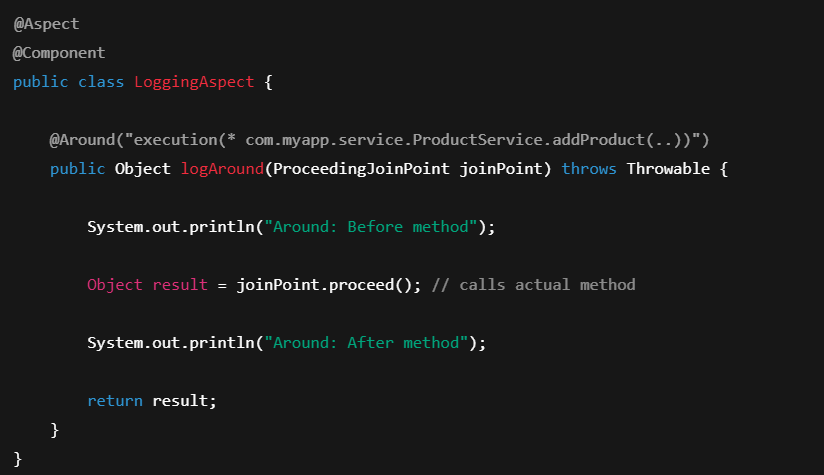 @Aspect
@Component
public class LoggingAspect {
@Around("execution(* com.myapp.service.ProductService.addProduct(..))")
public Object logAround(ProceedingJoinPoint joinPoint) throws Throwable {
System.out.println("Around: Before method");
Object result = joinPoint.proceed(); // calls actual method
System.out.println("Around: After method");
return result;
}
}